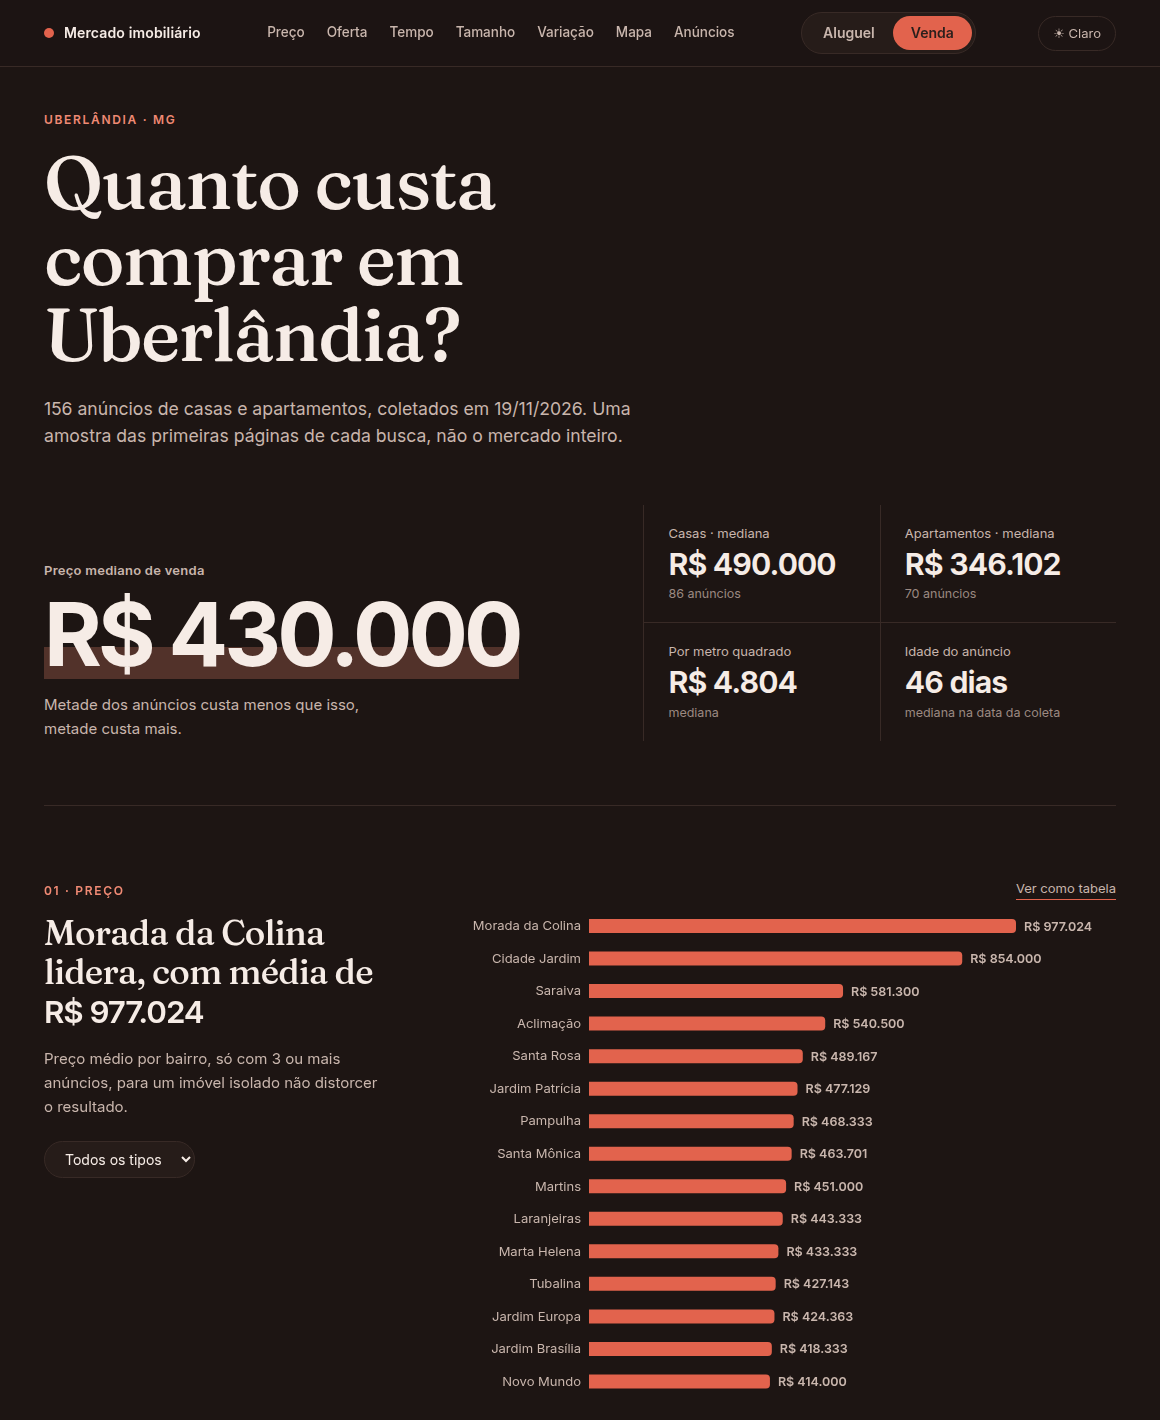 Mercado imobiliário
Preço Oferta Tempo Tamanho Variação Mapa Anúncios
Aluguel Venda
☀ Claro
UBERLÂNDIA · MG
Quanto custa
comprar em
Uberlândia?
156 anúncios de casas e apartamentos, coletados em 19/11/2026. Uma
amostra das primeiras páginas de cada busca, não o mercado inteiro.
Preço mediano de venda
R$ 430.000
Metade dos anúncios custa menos que isso,
metade custa mais.
Casas · mediana
R$ 490.000
86 anúncios
Apartamentos · mediana
R$ 346.102
70 anúncios
Por metro quadrado
R$ 4.804
mediana
Idade do anúncio
46 dias
mediana na data da coleta
01 · PREÇO
Morada da Colina
lidera, com média de
R$ 977.024
Preço médio por bairro, só com 3 ou mais
anúncios, para um imóvel isolado não distorcer
o resultado.
Todos os tipos
Ver como tabela
Morada da Colina R$ 977.024
Cidade Jardim R$ 854.000
Saraiva R$ 581.300
Aclimação R$ 540.500
Santa Rosa R$ 489.167
Jardim Patrícia R$ 477.129
Pampulha R$ 468.333
Santa Mônica R$ 463.701
Martins R$ 451.000
Laranjeiras R$ 443.333
Marta Helena R$ 433.333
Tubalina R$ 427.143
Jardim Europa R$ 424.363
Jardim Brasília R$ 418.333
Novo Mundo R$ 414.000